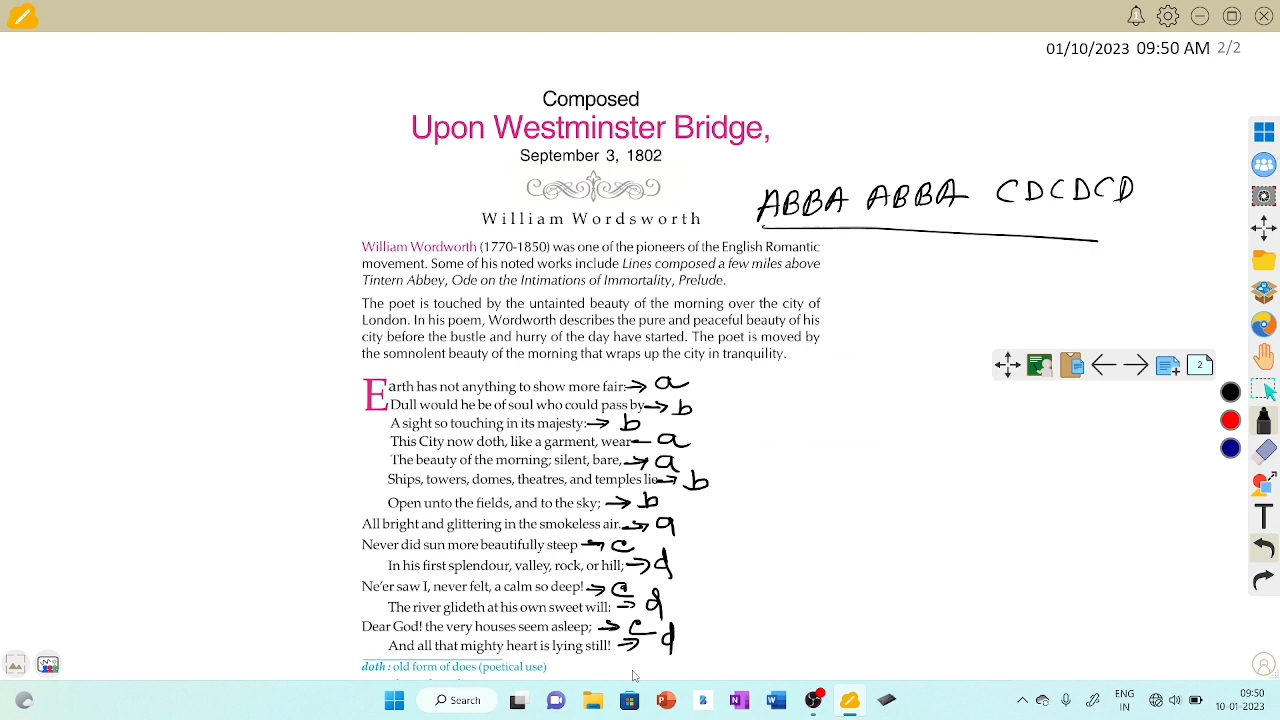 01/10/2023 09:50 AM 2/2
Composed
Upon Westminster Bridge,
September 3, 1802
ABBA ABBA CDCDCD
William Wordsworth
William Wordworth (1770-1850) was one of the pioneers of the English Romantic
movement. Some of his noted works include Lines composed a few miles above
Tintern Abbey, Ode on the Intimations of Immortality, Prelude.
The poet is touched by the untainted beauty of the morning over the city of
London. In his poem, Wordworth describes the pure and peaceful beauty of his
city before the bustle and hurry of the day have started. The poet is moved by
the somnolent beauty of the morning that wraps up the city in tranquility.
2
Earth has not anything to show more fair: → a
Dull would he be of soul who could pass by → b
A sight so touching in its majesty: → b
This City now doth, like a garment, wear — a
The beauty of the morning; silent, bare, → a
Ships, towers, domes, theatres, and temples lie → b
Open unto the fields, and to the sky; → b
All bright and glittering in the smokeless air. → a
Never did sun more beautifully steep → c
In his first splendour, valley, rock, or hill; → d
Ne'er saw I, never felt, a calm so deep! → c
The river glideth at his own sweet will: → d
Dear God! the very houses seem asleep; → c
And all that mighty heart is lying still! → d
doth : old form of does (poetical use)
T
Search
ENG
IN
09:50
10-01-2023